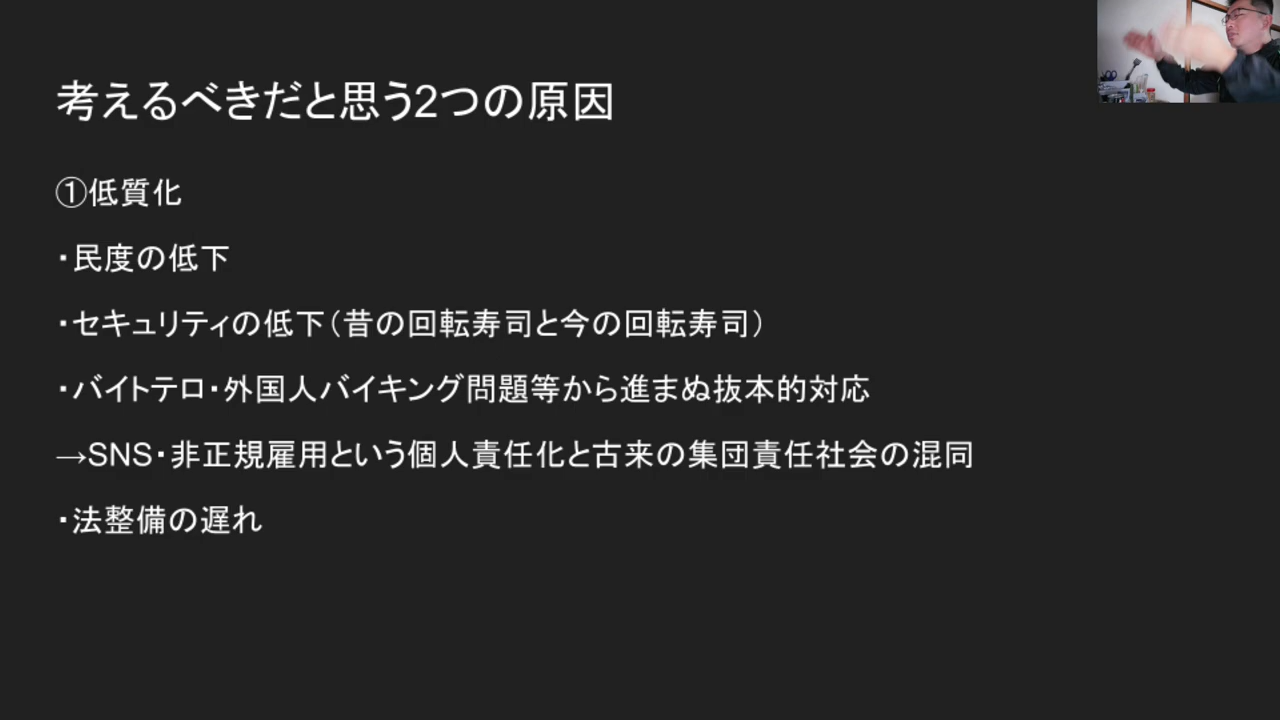 考えるべきだと思う2つの原因
①低質化
・民度の低下
・セキュリティの低下（昔の回転寿司と今の回転寿司）
・バイトテロ・外国人バイキング問題等から進まぬ抜本的対応
→SNS・非正規雇用という個人責任化と古来の集団責任社会の混同
・法整備の遅れ